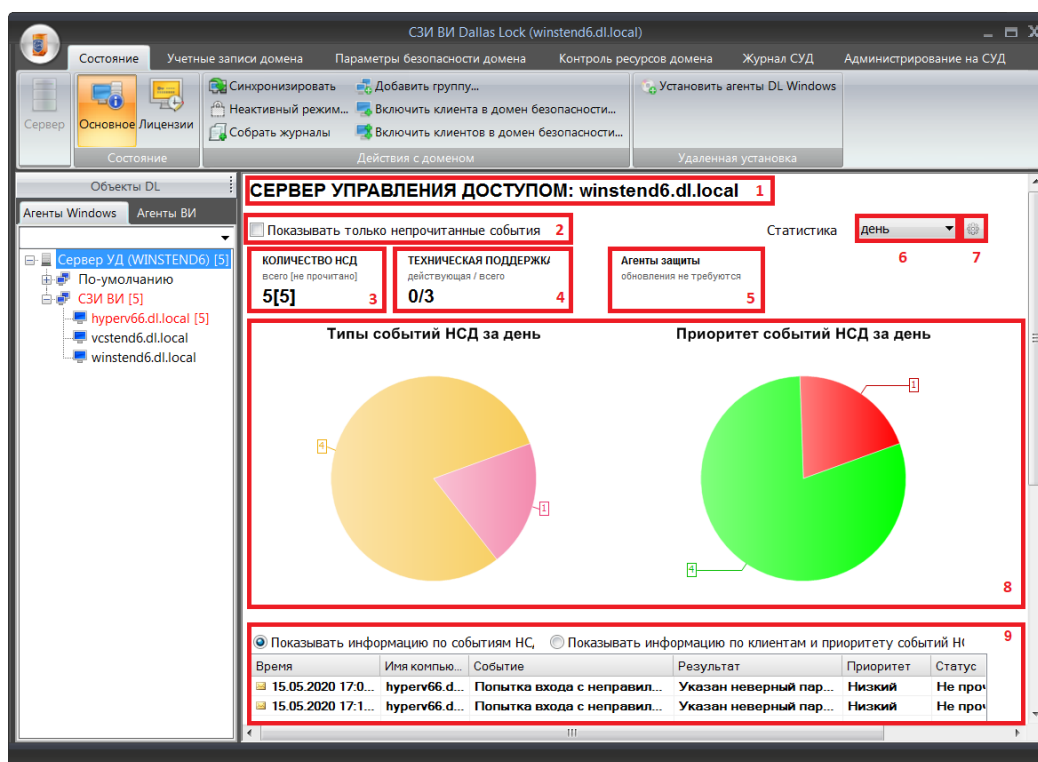 СЗИ ВИ Dallas Lock (winstend6.dl.local)
Состояние Учетные записи домена Параметры безопасности домена Контроль ресурсов домена Журнал СУД Администрирование на СУД
Сервер
Основное
Лицензии
Состояние
Синхронизировать
Неактивный режим...
Собрать журналы
Добавить группу...
Включить клиента в домен безопасности...
Включить клиентов в домен безопасности...
Действия с доменом
Установить агенты DL Windows
Удаленная установка
Объекты DL
Агенты Windows Агенты ВИ
Сервер УД (WINSTEND6) [5]
По-умолчанию
СЗИ ВИ [5]
hyperv66.dl.local [5]
vcstend6.dl.local
winstend6.dl.local
СЕРВЕР УПРАВЛЕНИЯ ДОСТУПОМ: winstend6.dl.local 1
Показывать только непрочитанные события 2
Статистика день
6 7
КОЛИЧЕСТВО НСД
всего [не прочитано]
5[5] 3
ТЕХНИЧЕСКАЯ ПОДДЕРЖК
действующая / всего
0/3 4
Агенты защиты
обновления не требуются
5
Типы событий НСД за день
4
1
Приоритет событий НСД за день
1
4
8
Показывать информацию по событиям НС Показывать информацию по клиентам и приоритету событий Н 9
Время Имя компью... Событие Результат Приоритет Статус
15.05.2020 17:0... hyperv66.d... Попытка входа с неправил... Указан неверный пар... Низкий Не про
15.05.2020 17:1... hyperv66.d... Попытка входа с неправил... Указан неверный пар... Низкий Не про